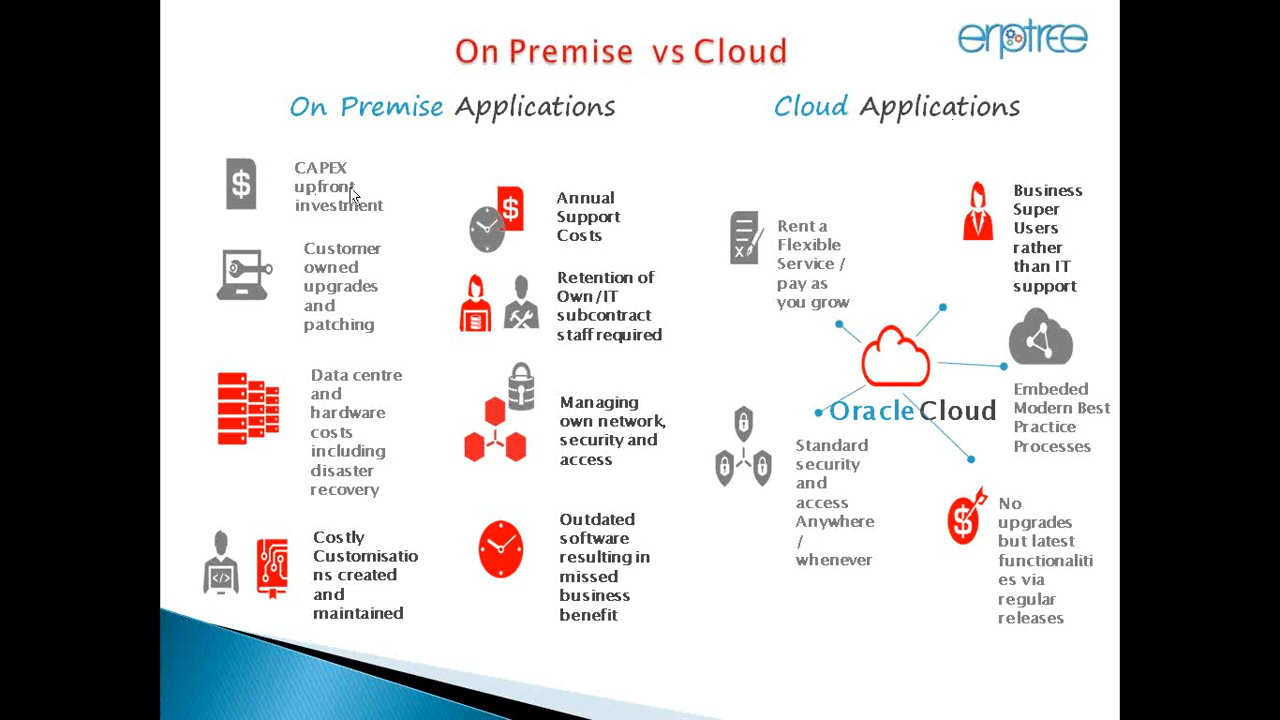 On Premise vs Cloud
erptree
On Premise Applications
CAPEX
upfront
investment
Customer
owned
upgrades
and
patching
Data centre
and
hardware
costs
including
disaster
recovery
Costly
Customisatio
ns created
and
maintained
Annual
Support
Costs
Retention of
Own/IT
subcontract
staff required
Managing
own network,
security and
access
Outdated
software
resulting in
missed
business
benefit
Cloud Applications
Rent a
Flexible
Service /
pay as
you grow
Business
Super
Users
rather
than IT
support
Oracle Cloud
Embeded
Modern Best
Practice
Processes
Standard
security
and
access
Anywhere
/
whenever
No
upgrades
but latest
functionaliti
es via
regular
releases